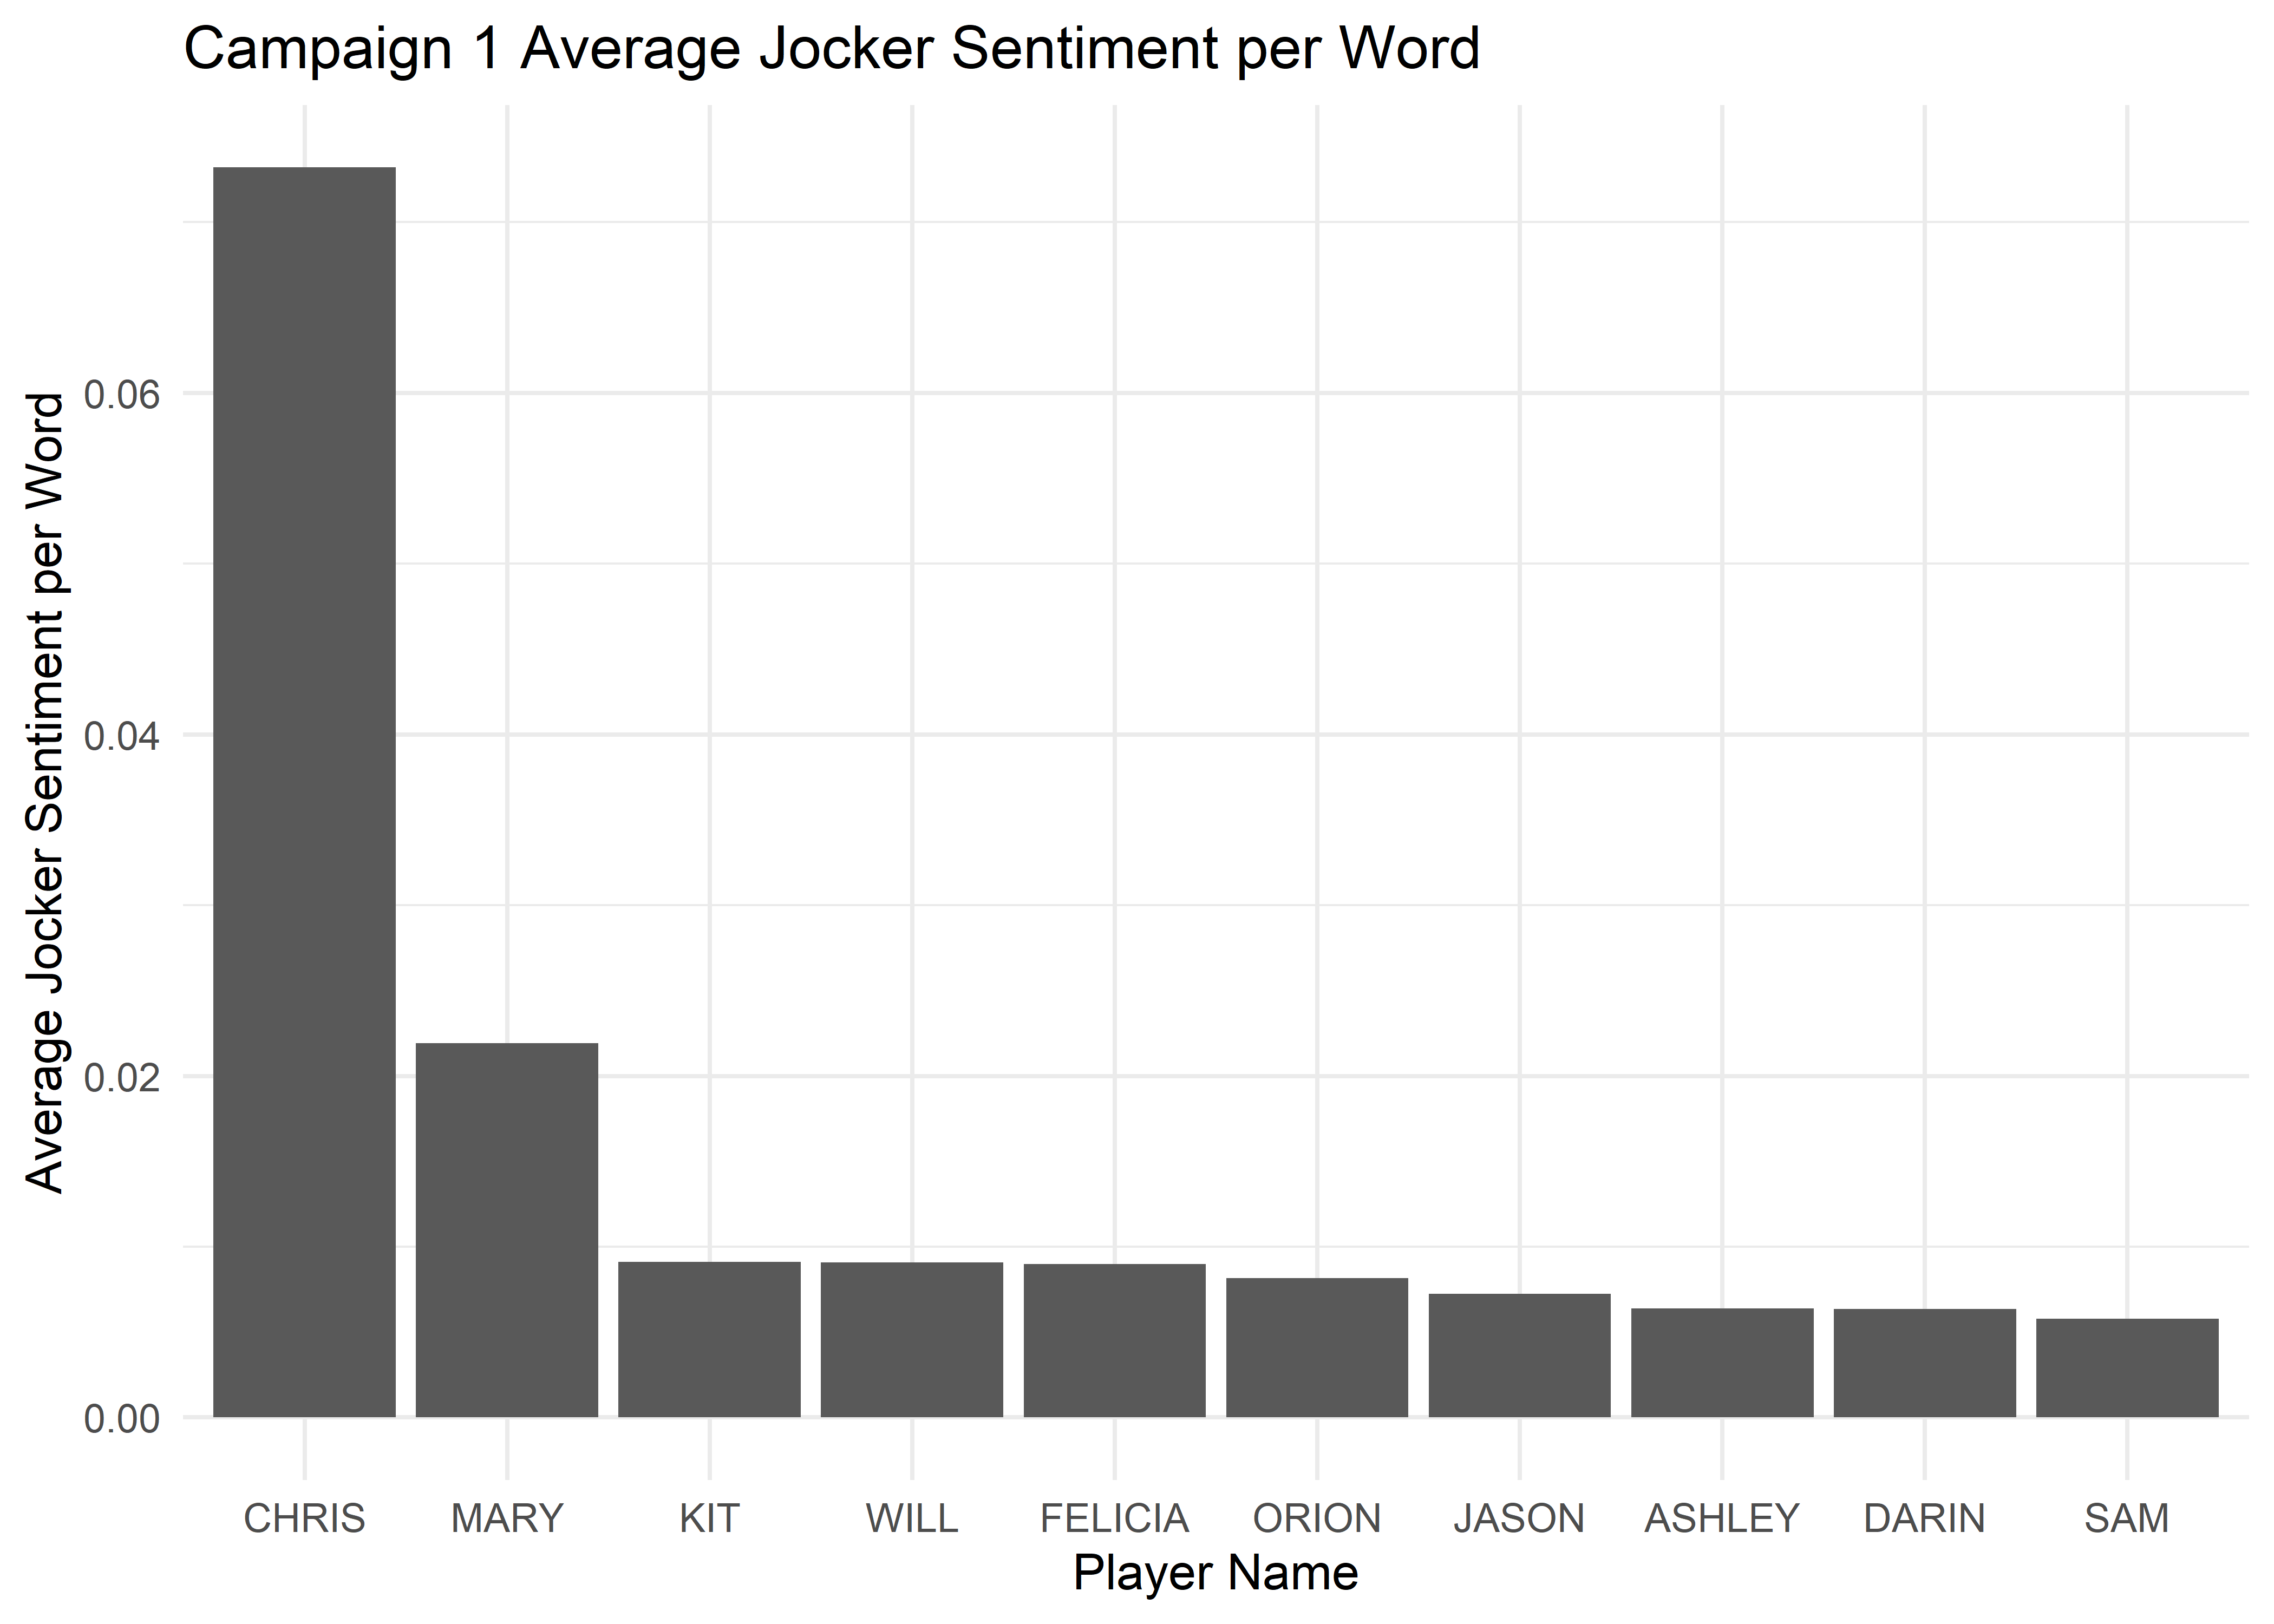 Campaign 1 Average Jocker Sentiment per Word
Average Jocker Sentiment per Word
0.06
0.04
0.02
0.00
CHRIS MARY KIT WILL FELICIA ORION JASON ASHLEY DARIN SAM
Player Name